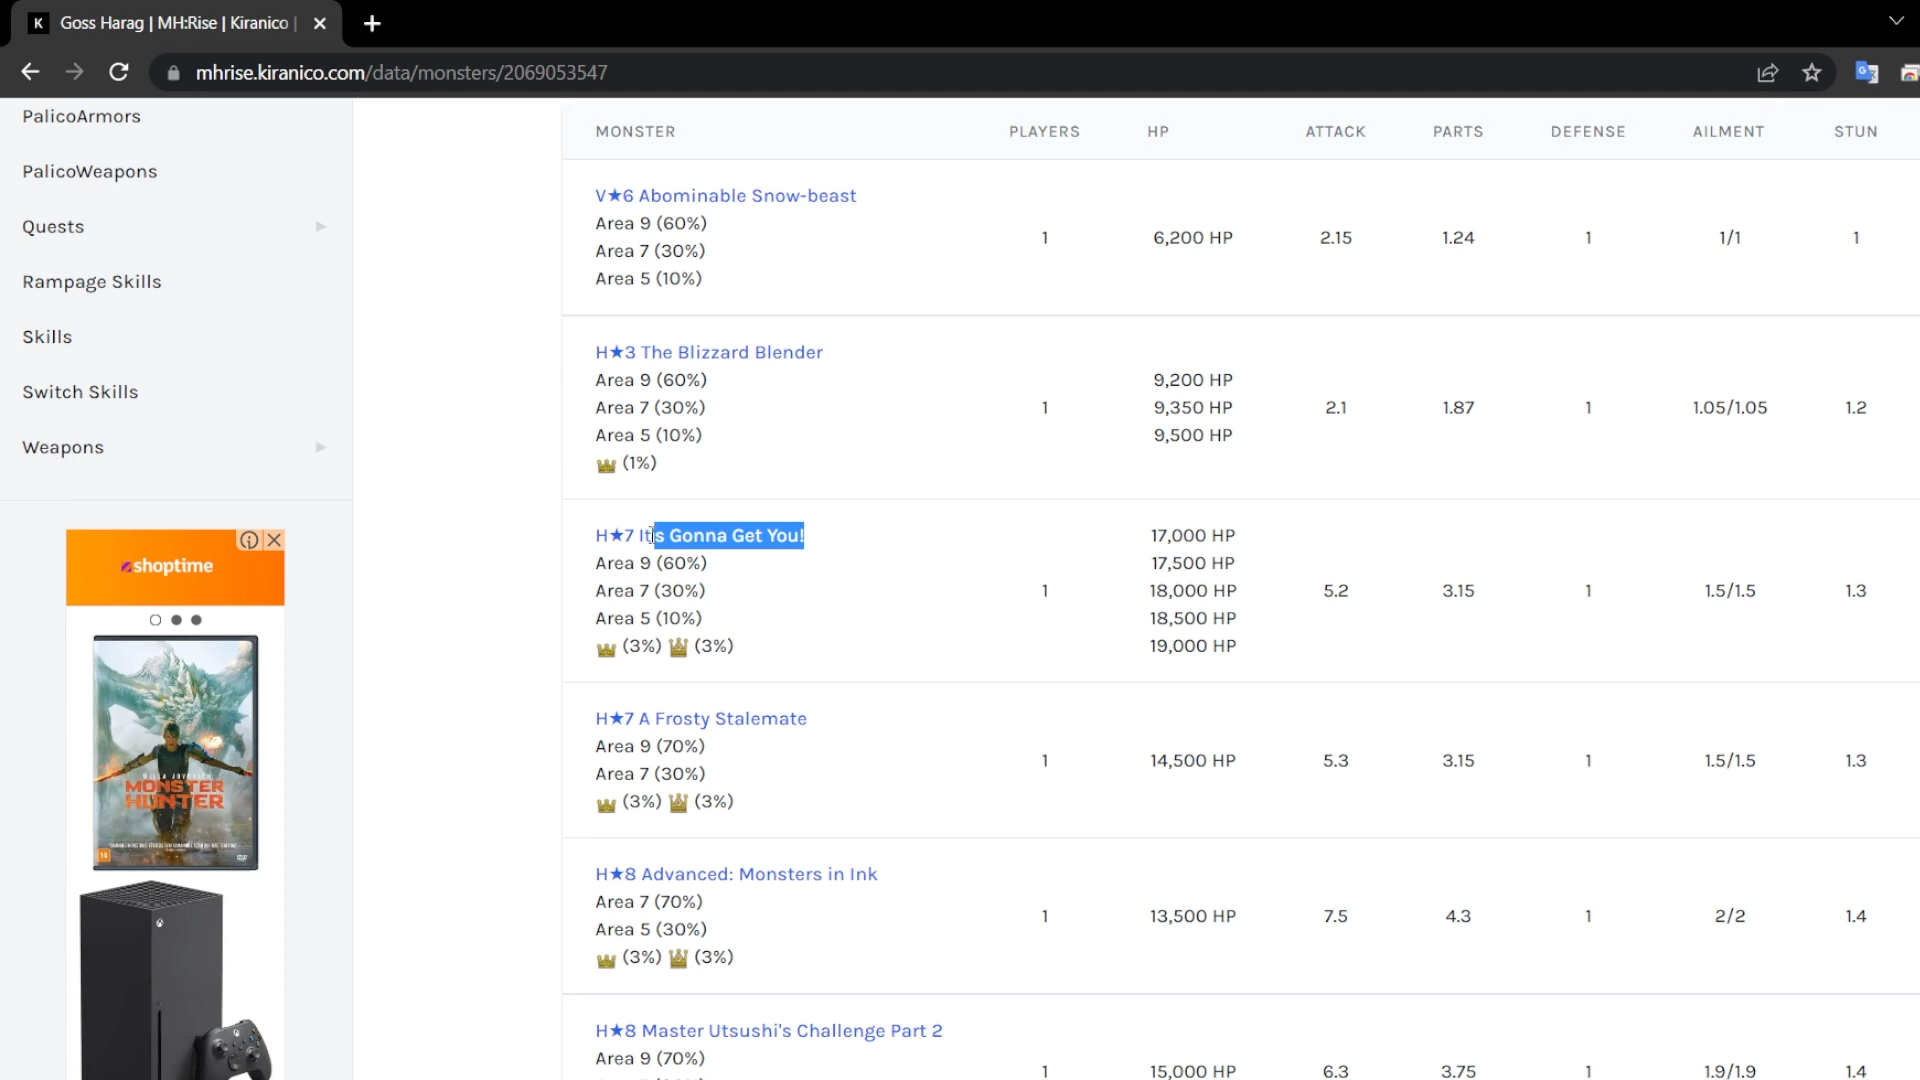 Goss Harag | MH:Rise | Kiranico |
mhrise.kiranico.com/data/monsters/2069053547
PalicoArmors
PalicoWeapons
Quests
Rampage Skills
Skills
Switch Skills
Weapons
shoptime
MONSTER
HUNTER
14
MONSTER PLAYERS HP ATTACK PARTS DEFENSE AILMENT STUN
V★6 Abominable Snow-beast
Area 9 (60%)
Area 7 (30%)
Area 5 (10%)
1 6,200 HP 2.15 1.24 1 1/1 1
H★3 The Blizzard Blender
Area 9 (60%)
Area 7 (30%)
Area 5 (10%)
(1%)
1
9,200 HP
9,350 HP
9,500 HP
2.1 1.87 1 1.05/1.05 1.2
H★7 It's Gonna Get You!
Area 9 (60%)
Area 7 (30%)
Area 5 (10%)
(3%) (3%)
1
17,000 HP
17,500 HP
18,000 HP
18,500 HP
19,000 HP
5.2 3.15 1 1.5/1.5 1.3
H★7 A Frosty Stalemate
Area 9 (70%)
Area 7 (30%)
(3%) (3%)
1 14,500 HP 5.3 3.15 1 1.5/1.5 1.3
H★8 Advanced: Monsters in Ink
Area 7 (70%)
Area 5 (30%)
(3%) (3%)
1 13,500 HP 7.5 4.3 1 2/2 1.4
H★8 Master Utsushi's Challenge Part 2
Area 9 (70%)
1 15,000 HP 6.3 3.75 1 1.9/1.9 1.4